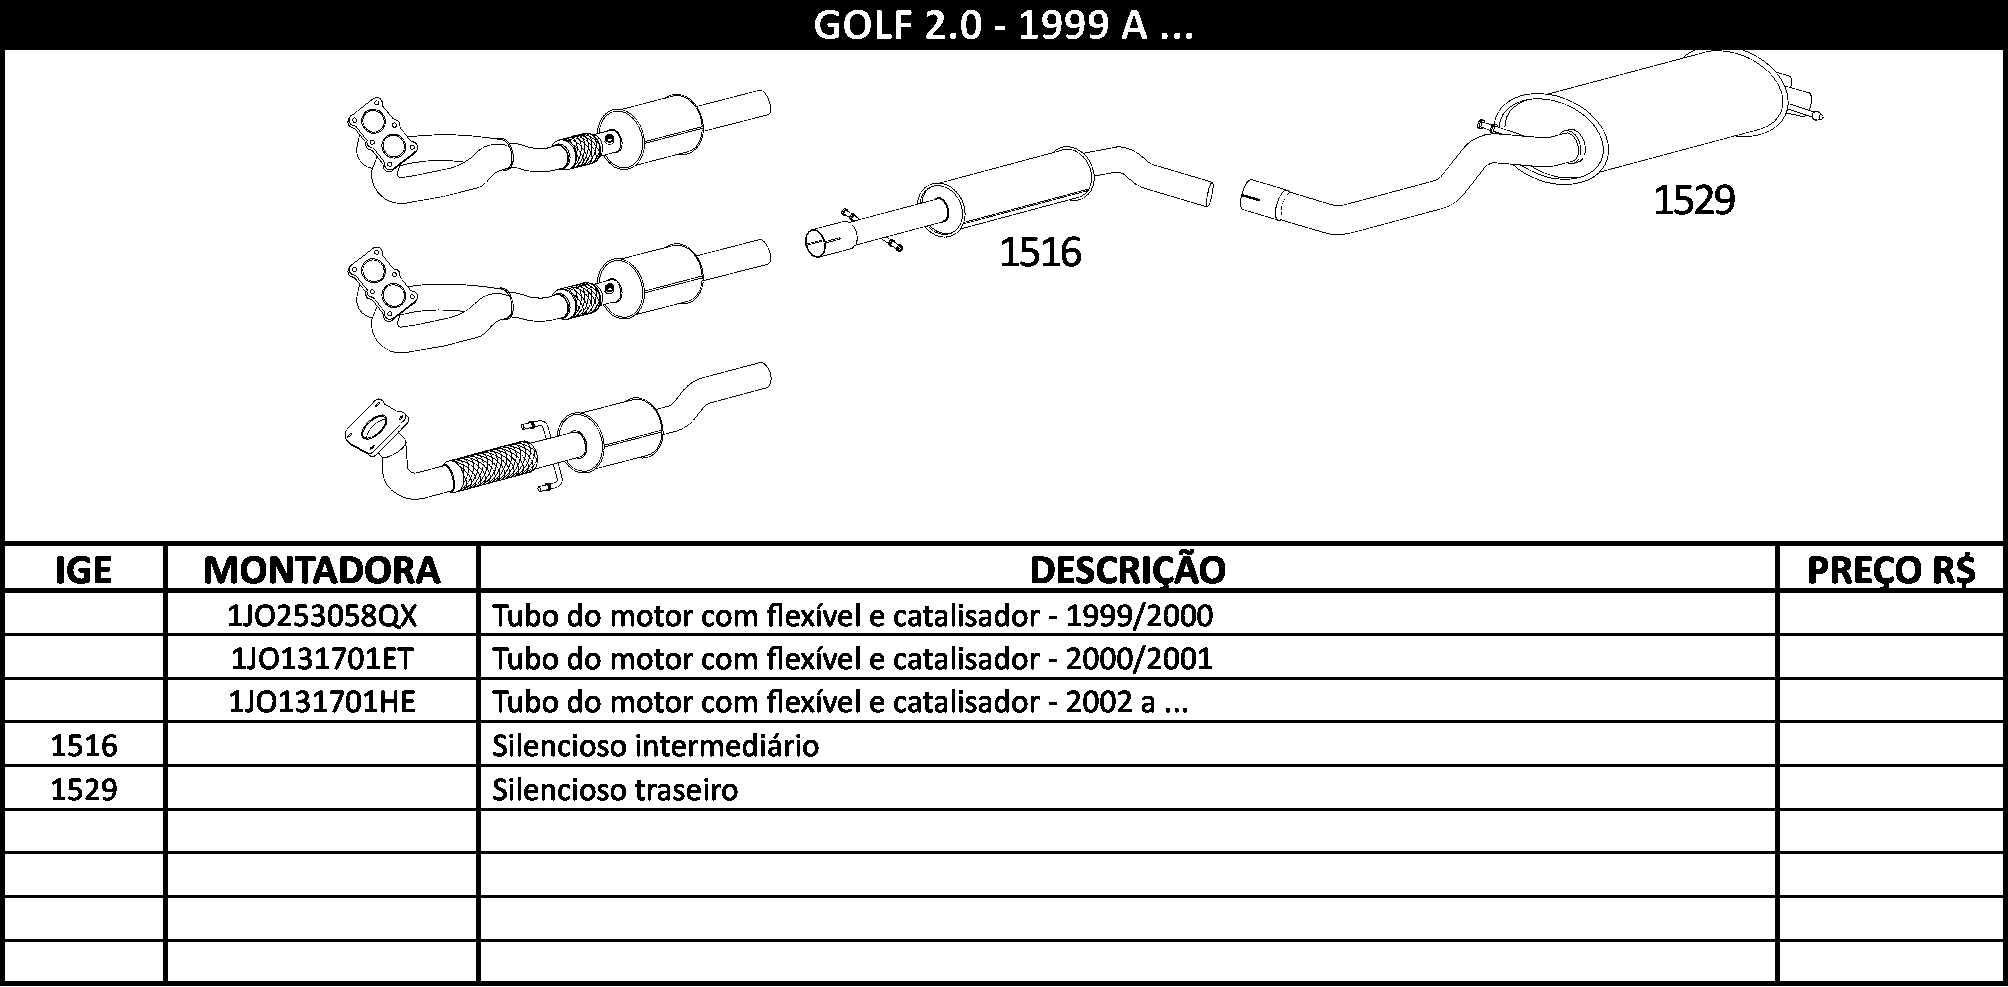 GOLF 2.0 - 1999 A ...
1529
1516
IGE MONTADORA DESCRIÇÃO PREÇO R$
1JO253058QX Tubo do motor com flexível e catalisador - 1999/2000
1JO131701ET Tubo do motor com flexível e catalisador - 2000/2001
1JO131701HE Tubo do motor com flexível e catalisador - 2002 a ...
1516 Silencioso intermediário
1529 Silencioso traseiro